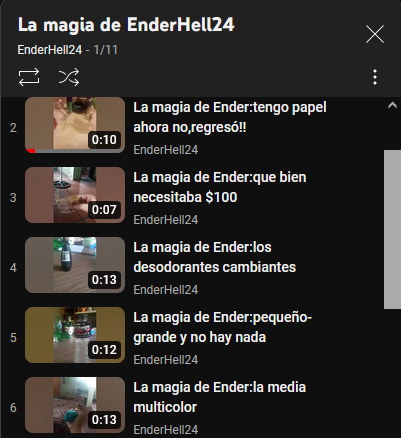 La magia de EnderHell24
EnderHell24 - 1/11
2
0:10
La magia de Ender:tengo papel
ahora no,regresó!!
EnderHell24
3
0:07
La magia de Ender:que bien
necesitaba $100
EnderHell24
4
0:13
La magia de Ender:los
desodorantes cambiantes
EnderHell24
5
0:12
La magia de Ender:pequeño-
grande y no hay nada
EnderHell24
6
0:13
La magia de Ender:la media
multicolor
EnderHell24